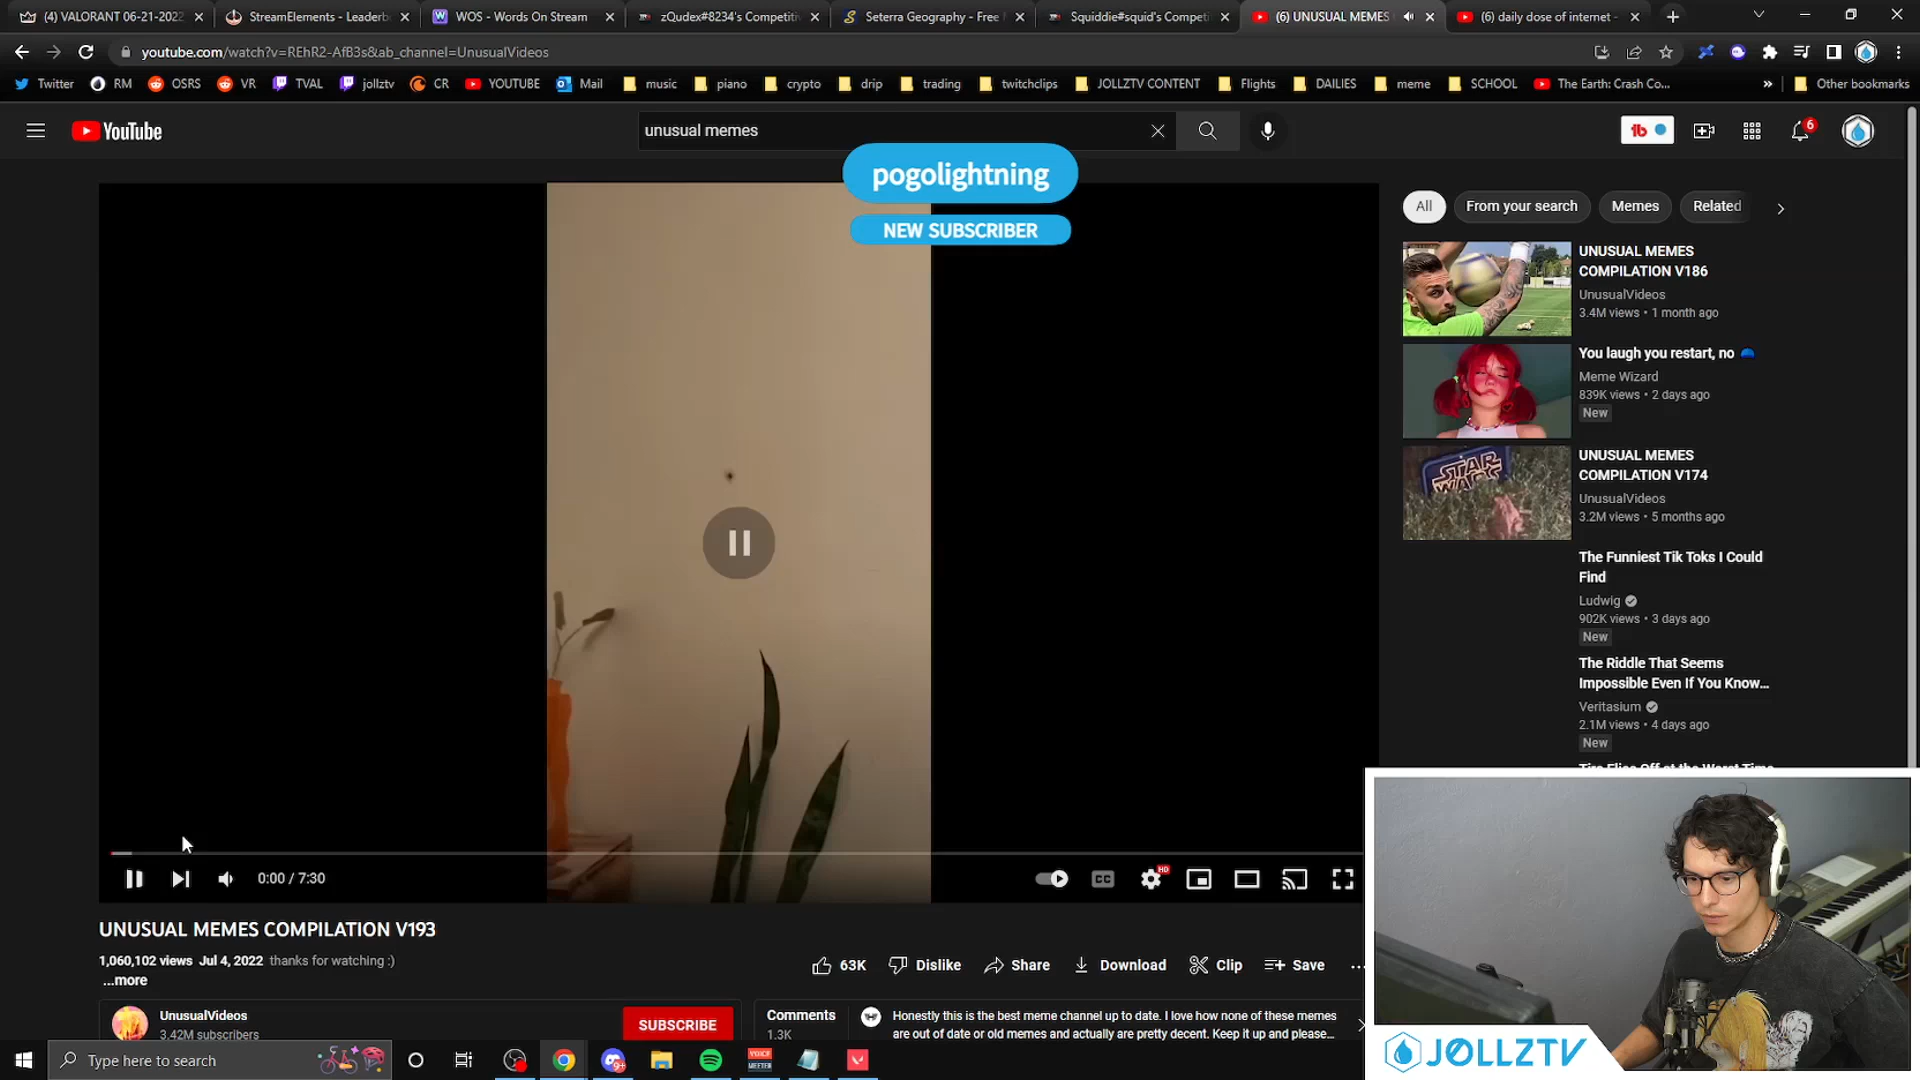 (4) VALORANT 06-21-2022
StreamElements - Leaderb
WOS - Words On Stream
zQudex#8234's Competiti
Seterra Geography - Free
Squiddie#squid's Competi
(6) UNUSUAL MEMES
(6) daily dose of internet -
youtube.com/watch?v=REhR2-AfB3s&ab_channel=UnusualVideos
Twitter
RM
OSRS
VR
TVAL
jollztv
CR
YOUTUBE
Mail
music
piano
crypto
drip
trading
twitchclips
JOLLZTV CONTENT
Flights
DAILIES
meme
SCHOOL
The Earth: Crash Co...
»
Other bookmarks
YouTube
unusual memes
tb
6
pogolightning
NEW SUBSCRIBER
All
From your search
Memes
Related
UNUSUAL MEMES
COMPILATION V186
UnusualVideos
3.4M views • 1 month ago
You laugh you restart, no
Meme Wizard
839K views • 2 days ago
New
STAR
WARS
UNUSUAL MEMES
COMPILATION V174
UnusualVideos
3.2M views • 5 months ago
The Funniest Tik Toks I Could
Find
Ludwig
902K views • 3 days ago
New
The Riddle That Seems
Impossible Even If You Know...
Veritasium
2.1M views • 4 days ago
New
0:00 / 7:30
CC
HD
UNUSUAL MEMES COMPILATION V193
1,060,102 views Jul 4, 2022 thanks for watching :)
...more
63K
Dislike
Share
Download
Clip
Save
...
UnusualVideos
3.42M subscribers
SUBSCRIBE
Comments
1.3K
Honestly this is the best meme channel up to date. I love how none of these memes
are out of date or old memes and actually are pretty decent. Keep it up and please...
Type here to search
9+
VOICE
MEETER
JOLLZTV